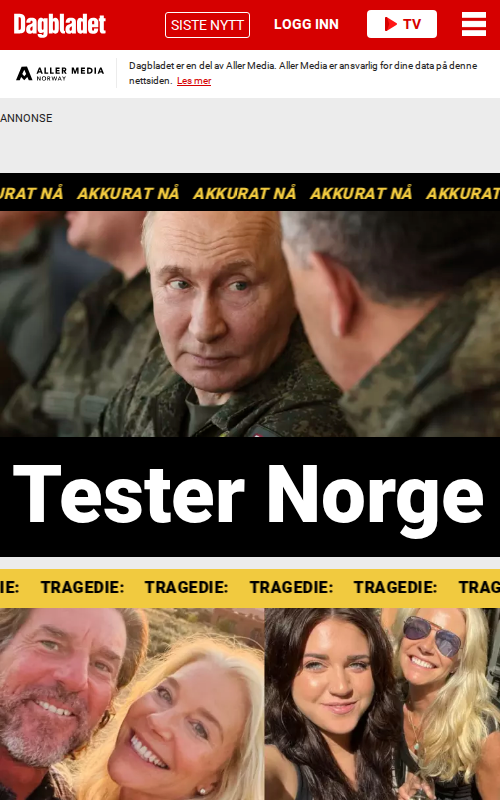 Dagbladet
SISTE NYTT
LOGG INN
TV
ALLER MEDIA
NORWAY
Dagbladet er en del av Aller Media. Aller Media er ansvarlig for dine data på denne
nettsiden. Les mer
ANNONSE
URAT NÅ AKKURAT NÅ AKKURAT NÅ AKKURAT NÅ AKKURAT
Tester Norge
IE: TRAGEDIE: TRAGEDIE: TRAGEDIE: TRAGEDIE: TRAG